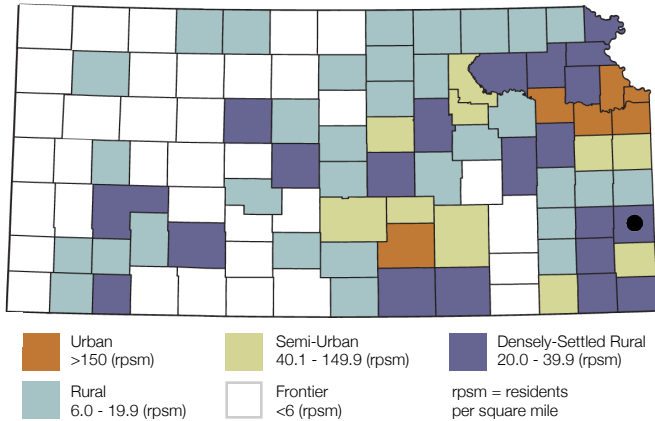 Urban
>150 (rpsm)
Semi-Urban
40.1 - 149.9 (rpsm)
Densely-Settled Rural
20.0 - 39.9 (rpsm)
Rural
6.0 - 19.9 (rpsm)
Frontier
<6 (rpsm)
rpsm = residents
per square mile